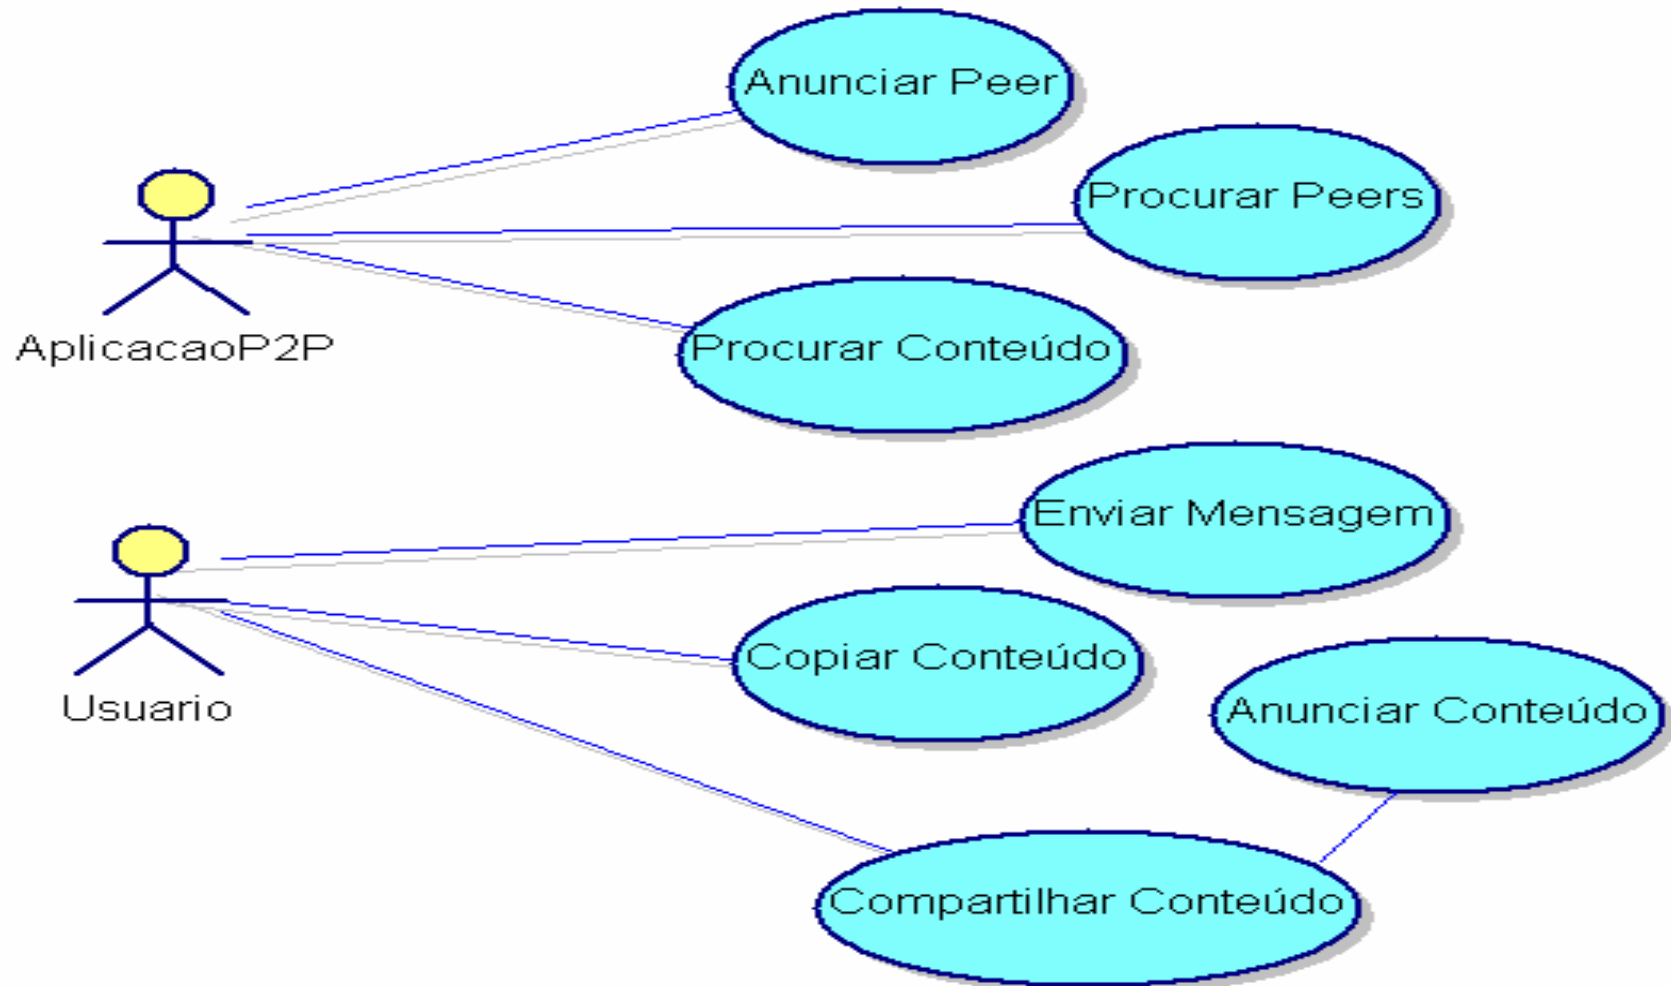 Anunciar Peer
Procurar Peers
AplicacaoP2P
Procurar Conteúdo
Enviar Mensagem
Copiar Conteúdo
Usuario
Anunciar Conteúdo
Compartilhar Conteúdo